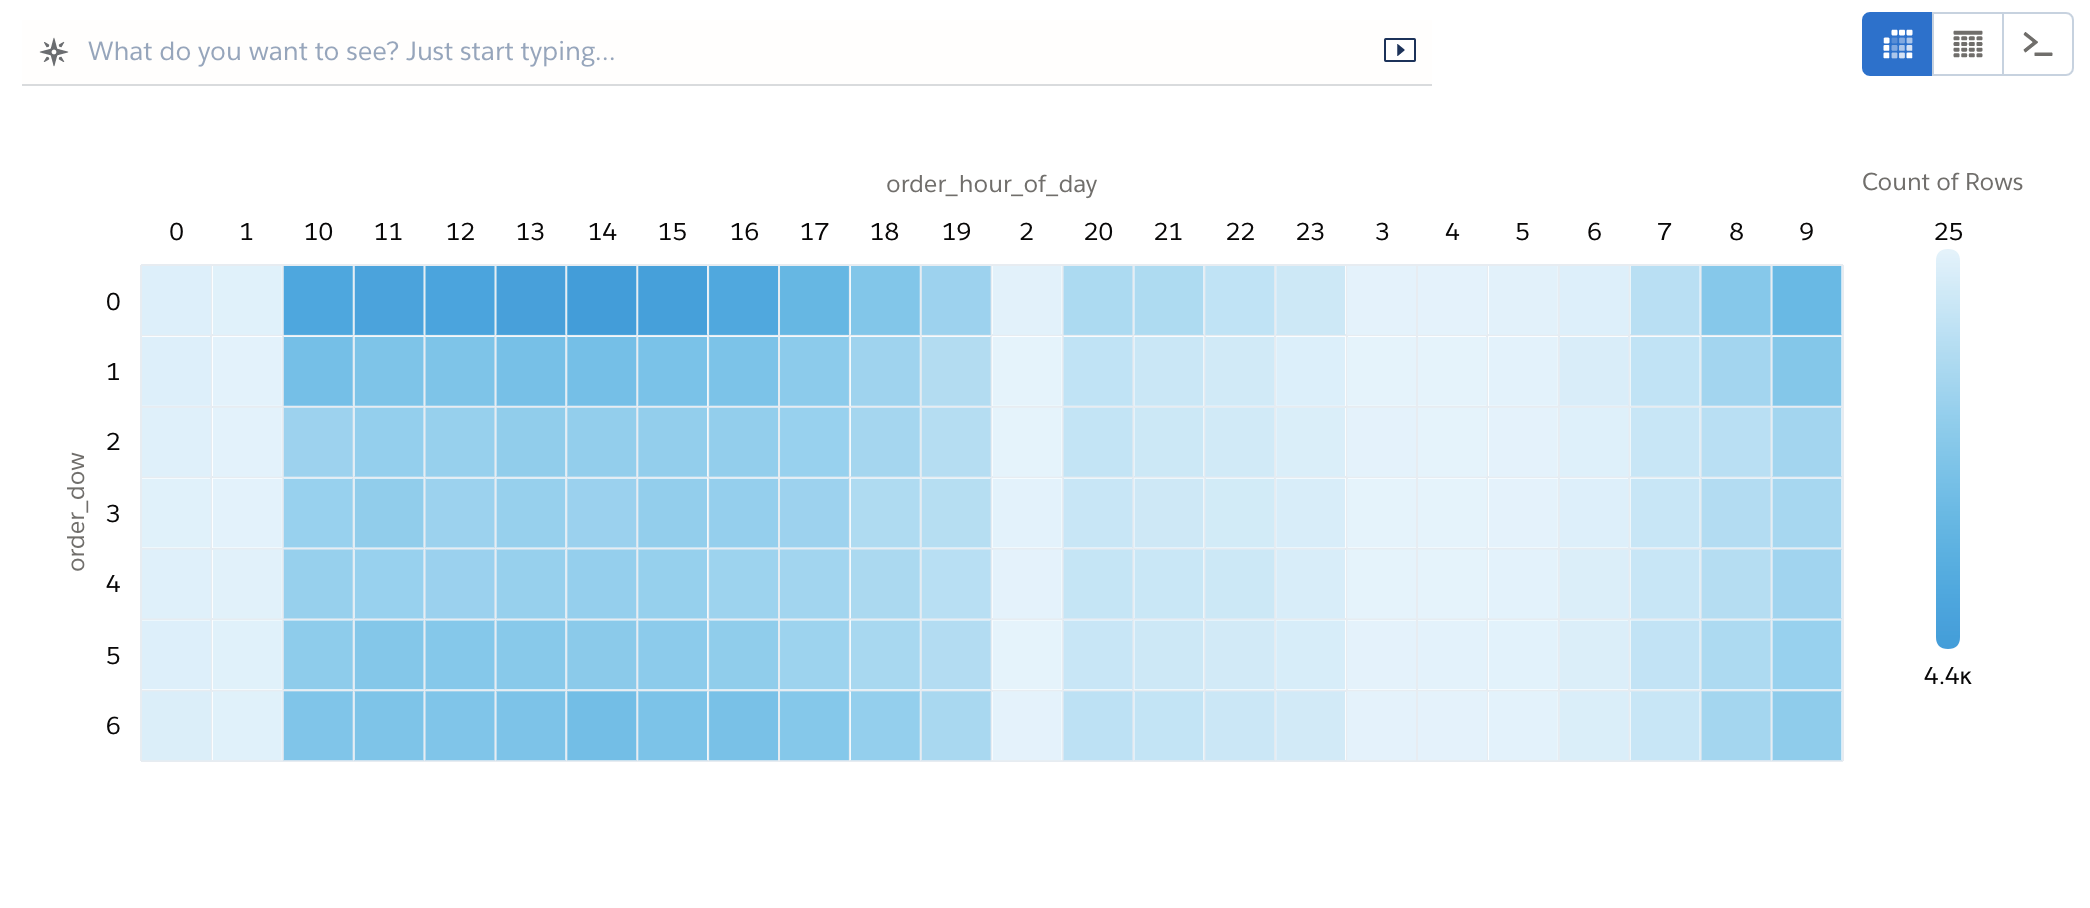 What do you want to see? Just start typing...
order_hour_of_day
Count of Rows
0 1 10 11 12 13 14 15 16 17 18 19 2 20 21 22 23 3 4 5 6 7 8 9
25
order_dow
0
1
2
3
4
5
6
4.4K